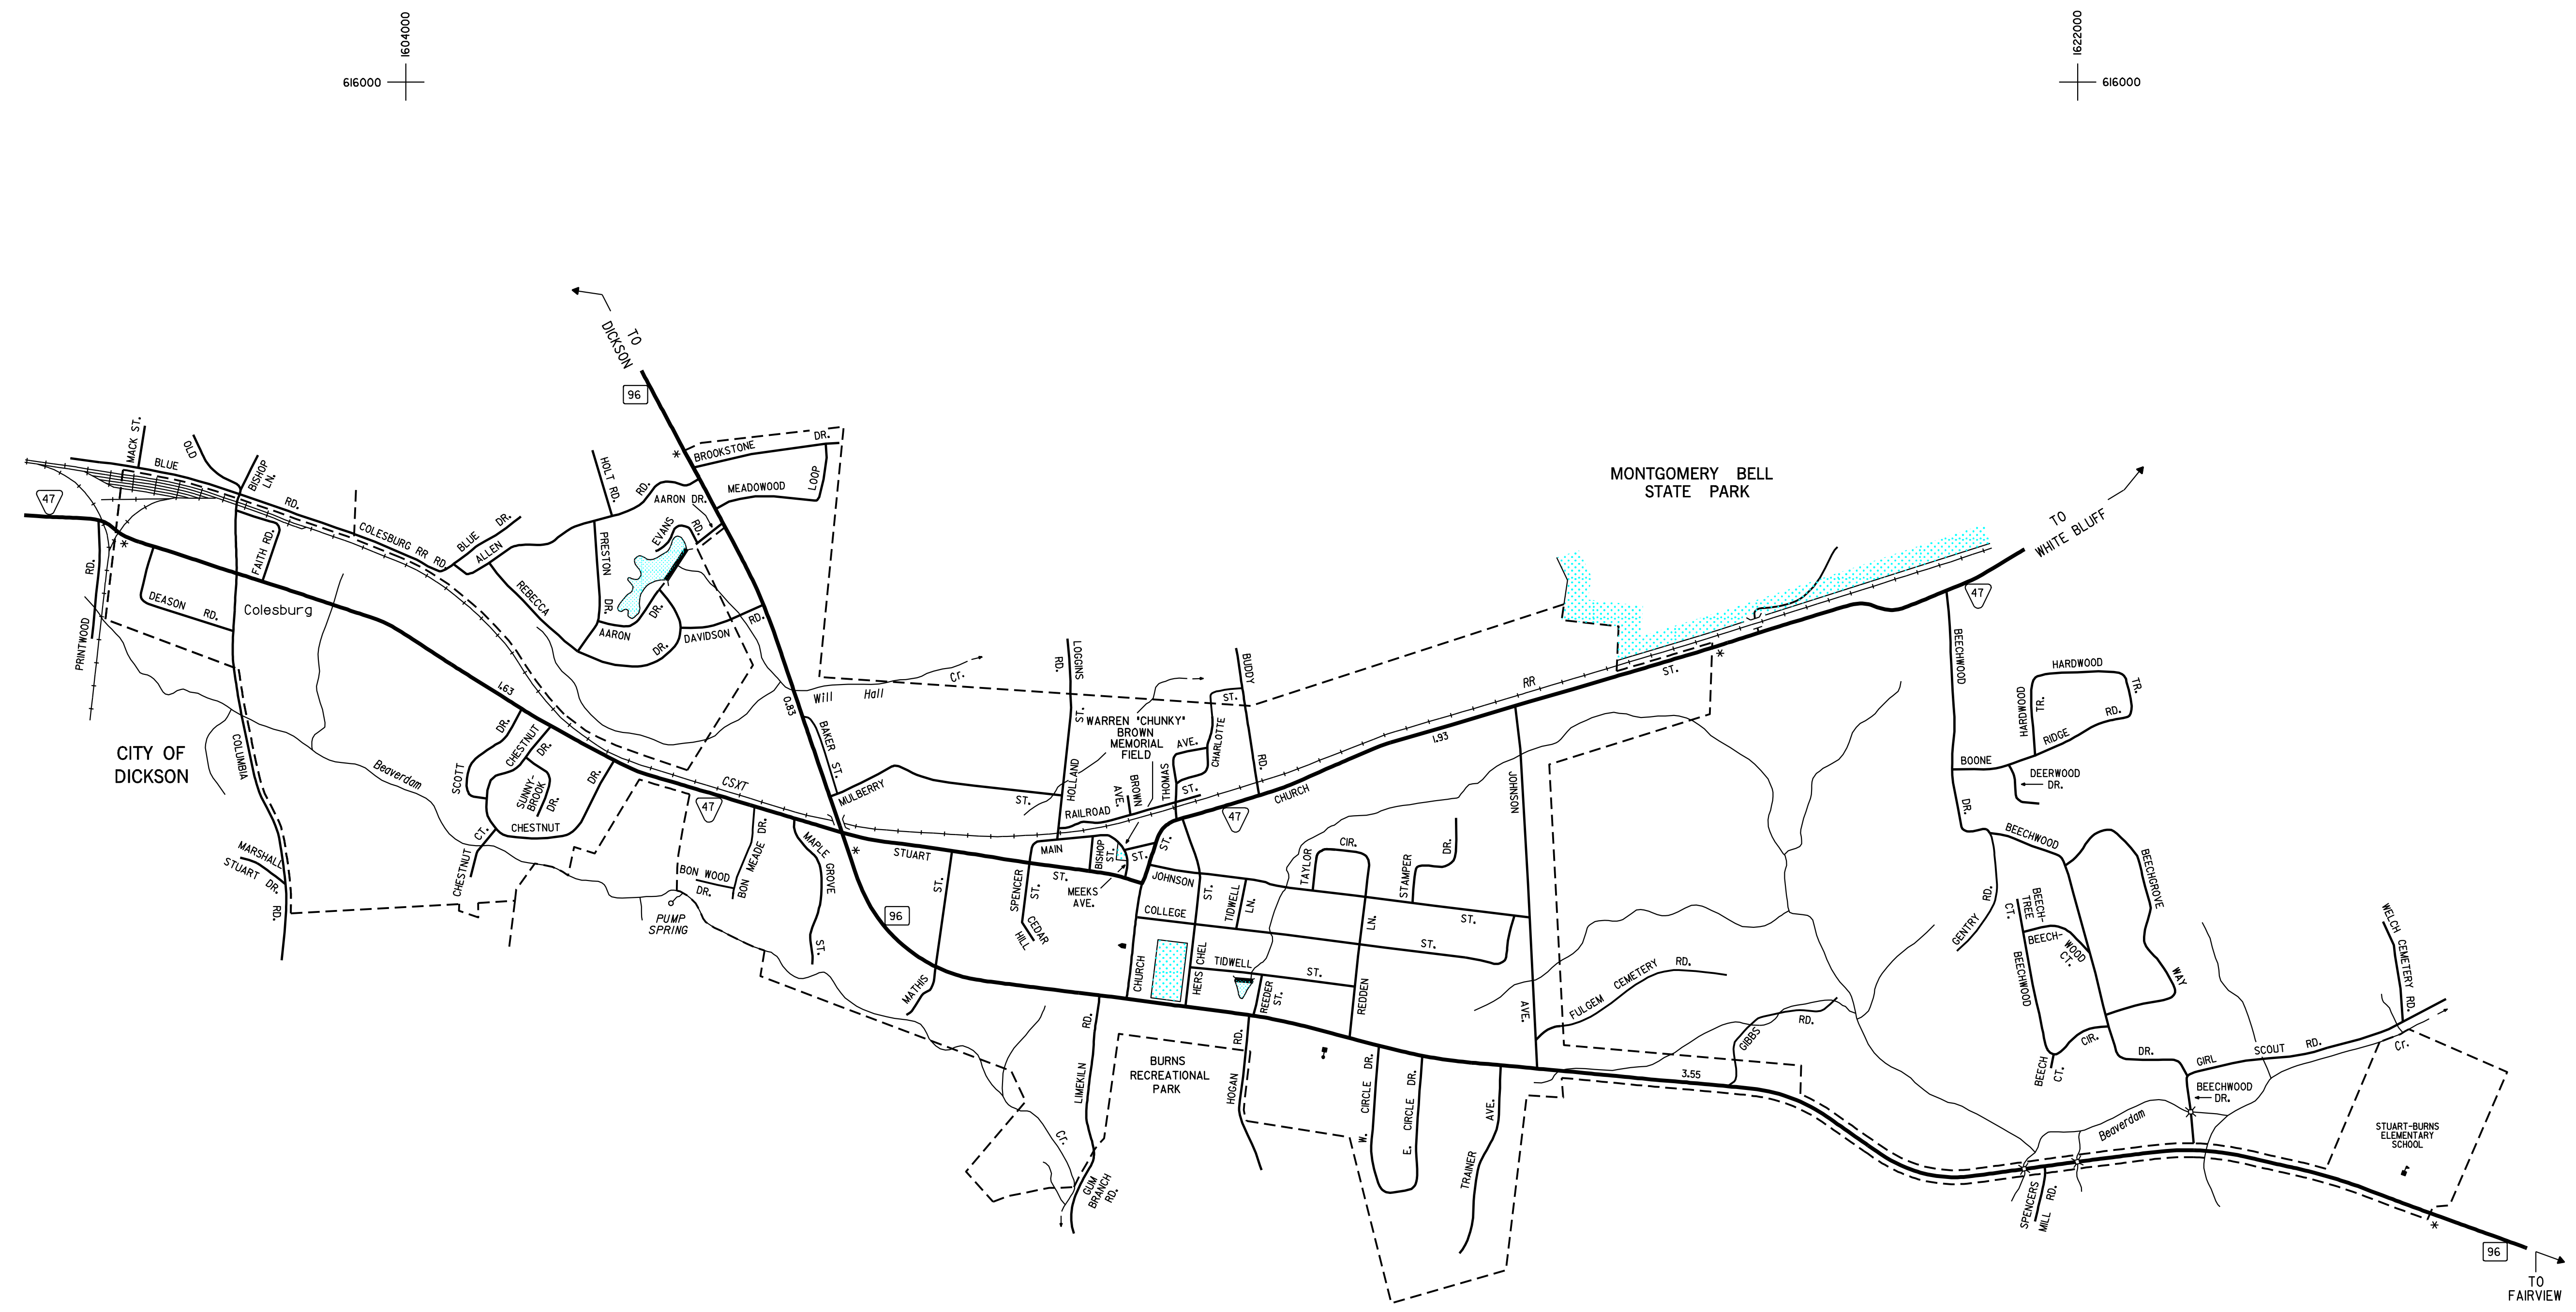 1604000
616000
1622000
616000
TO
DICKSON
96
MACK ST.
OLD
BLUE
BISHOP
LN.
RD.
47
COLESBURG RR RD.
BLUE DR.
ALLEN
HOLT RD.
RD.
AARON DR.
BROOKSTONE DR.
MEADOWOOD
LOOP
EVANS
RD.
PRESTON
DR.
REBECCA
AARON
DR.
DAVIDSON
RD.
DR.
FAITH RD.
DEASON RD.
Colesburg
PRINTWOOD
RD.
CITY OF
DICKSON
COLUMBIA
RD.
MARSHALL
STUART DR.
Beaverdam
1.63
SCOTT
DR.
CHESTNUT
DR.
SUNNY-
BROOK
DR.
DR.
CHESTNUT
CHESTNUT
CT.
CSXT
47
0.83
BAKER ST.
Will Hall Cr.
MULBERRY
ST.
BON WOOD
DR.
BON MEADE DR.
PUMP
SPRING
MAPLE GROVE
ST.
STUART
ST.
MATHIS
ST.
96
LOGGINS
RD.
HOLLAND
ST.
WARREN "CHUNKY"
BROWN
MEMORIAL
FIELD
RAILROAD
BROWN
AVE.
THOMAS
AVE.
CHARLOTTE
ST.
ST.
BUDDY
RD.
MAIN
BISHOP
ST.
ST.
ST.
MEEKS
AVE.
SPENCER
ST.
CEDAR
HILL
CHURCH
47
1.93
RR
ST.
JOHNSON
ST.
COLLEGE
ST.
TIDWELL
LN.
TAYLOR
CIR.
STAMPER
DR.
CHURCH
HERSCHEL
ST.
TIDWELL
ST.
REEDER
ST.
REDDEN
LN.
JOHNSON
AVE.
MONTGOMERY BELL
STATE PARK
TO
WHITE BLUFF
47
BEECHWOOD
DR.
HARDWOOD
TR.
HARDWOOD
TR.
RIDGE
RD.
BOONE
DEERWOOD
DR.
BEECHWOOD
BEECHGROVE
WAY
GENTRY
RD.
BEECH-
TREE
CT.
BEECH-
WOOD
CT.
BEECHWOOD
CIR.
BEECH
CT.
DR.
GIRL SCOUT RD.
BEECHWOOD
DR.
WELCH CEMETERY RD.
Cr.
FULGEM CEMETERY RD.
GIBBS
RD.
3.55
BURNS
RECREATIONAL
PARK
LIMEKILN
RD.
HOGAN
RD.
W. CIRCLE DR.
E. CIRCLE DR.
TRAINER
AVE.
Cr.
GUM
BRANCH
RD.
Beaverdam
SPENCERS
MILL RD.
STUART-BURNS
ELEMENTARY
SCHOOL
96
TO
FAIRVIEW